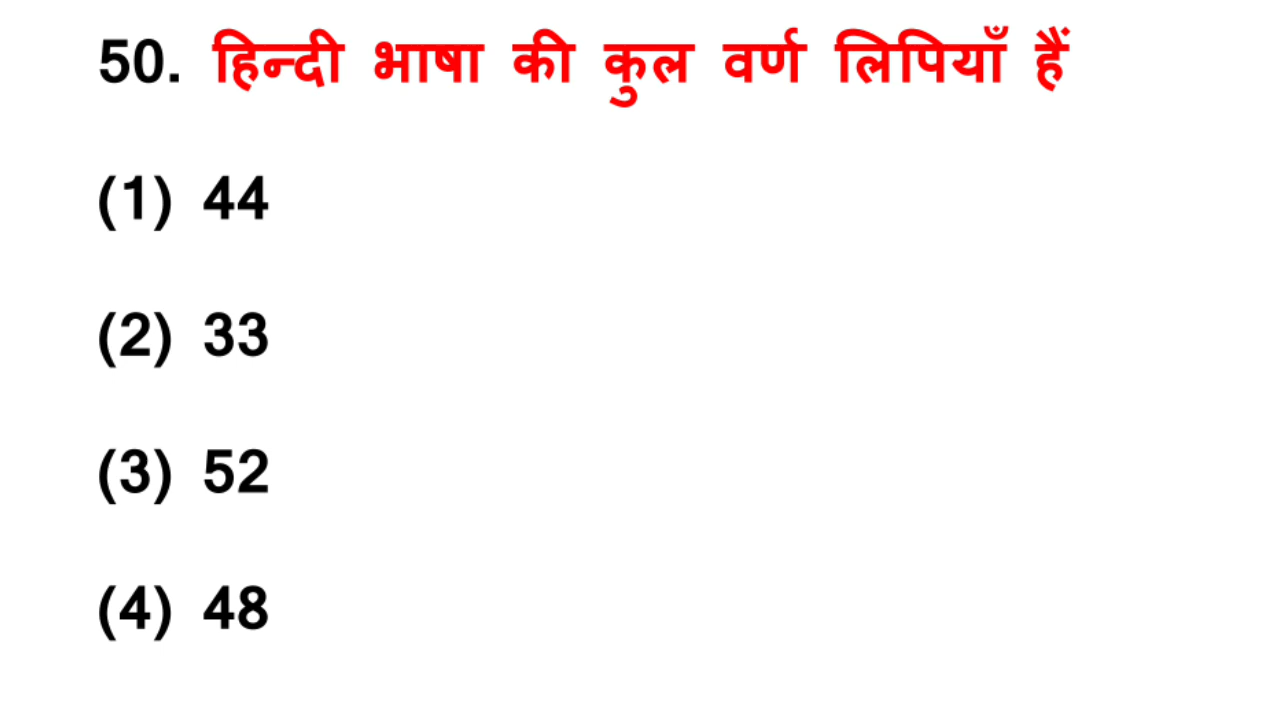 50. हिन्दी भाषा की कुल वर्ण लिपियाँ हैं
(1) 44
(2) 33
(3) 52
(4) 48